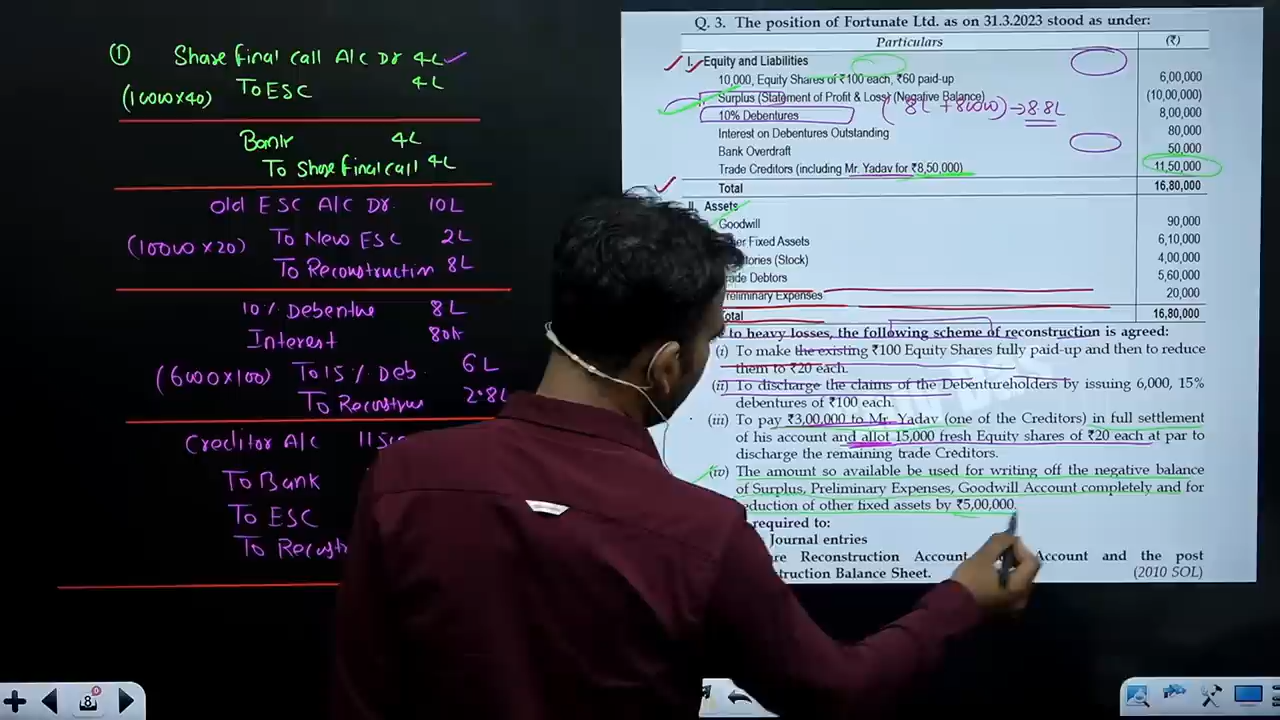 ① Share final call A/C Dr 4L
(10000×40) To ESC 4L
Bank 4L
To Share final call 4L
Old ESC A/C Dr. 10L
(10000×20) To New ESC 2L
To Reconstruction 8L
10% Debenture 8L
Interest 80k
(6000×100) To 15% Deb. 6L
To Reconstrus 2.8L
Creditor A/C
To Bank
To ESC
To Reconst
Q. 3. The position of Fortunate Ltd. as on 31.3.2023 stood as under:
Particulars (₹)
I. Equity and Liabilities
10,000, Equity Shares of ₹100 each, ₹60 paid-up 6,00,000
Surplus (Statement of Profit & Loss) (Negative Balance) (10,00,000)
10% Debentures (8L + 80000) → 8.8L 8,00,000
Interest on Debentures Outstanding 80,000
Bank Overdraft 50,000
Trade Creditors (including Mr. Yadav for ₹8,50,000) 11,50,000
Total 16,80,000
II. Assets
Goodwill 90,000
er Fixed Assets 6,10,000
tories (Stock) 4,00,000
ade Debtors 5,60,000
reliminary Expenses 20,000
otal 16,80,000
e to heavy losses, the following scheme of reconstruction is agreed:
(i) To make the existing ₹100 Equity Shares fully paid-up and then to reduce
them to ₹20 each.
(ii) To discharge the claims of the Debentureholders by issuing 6,000, 15%
debentures of ₹100 each.
(iii) To pay ₹3,00,000 to Mr. Yadav (one of the Creditors) in full settlement
of his account and allot 15,000 fresh Equity shares of ₹20 each at par to
discharge the remaining trade Creditors.
(iv) The amount so available be used for writing off the negative balance
of Surplus, Preliminary Expenses, Goodwill Account completely and for
eduction of other fixed assets by ₹5,00,000.
required to:
Journal entries
re Reconstruction Account Account and the post
truction Balance Sheet. (2010 SOL)
8